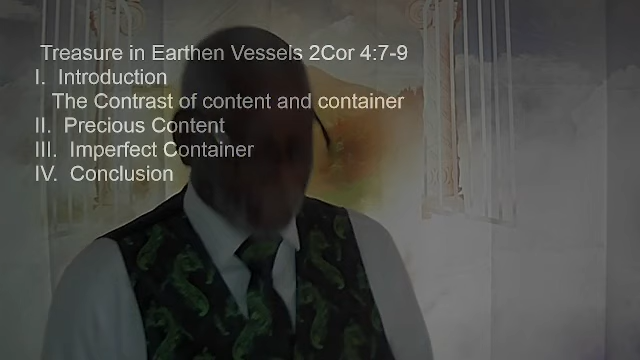 Treasure in Earthen Vessels 2Cor 4:7-9
I. Introduction
The Contrast of content and container
II. Precious Content
III. Imperfect Container
IV. Conclusion